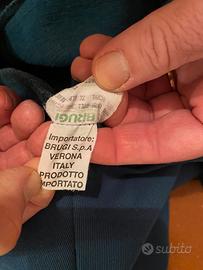 BRUGI
Importatore:
BRUGI S.p.A
VERONA
ITALY
PRODOTTO
IMPORTATO
subito